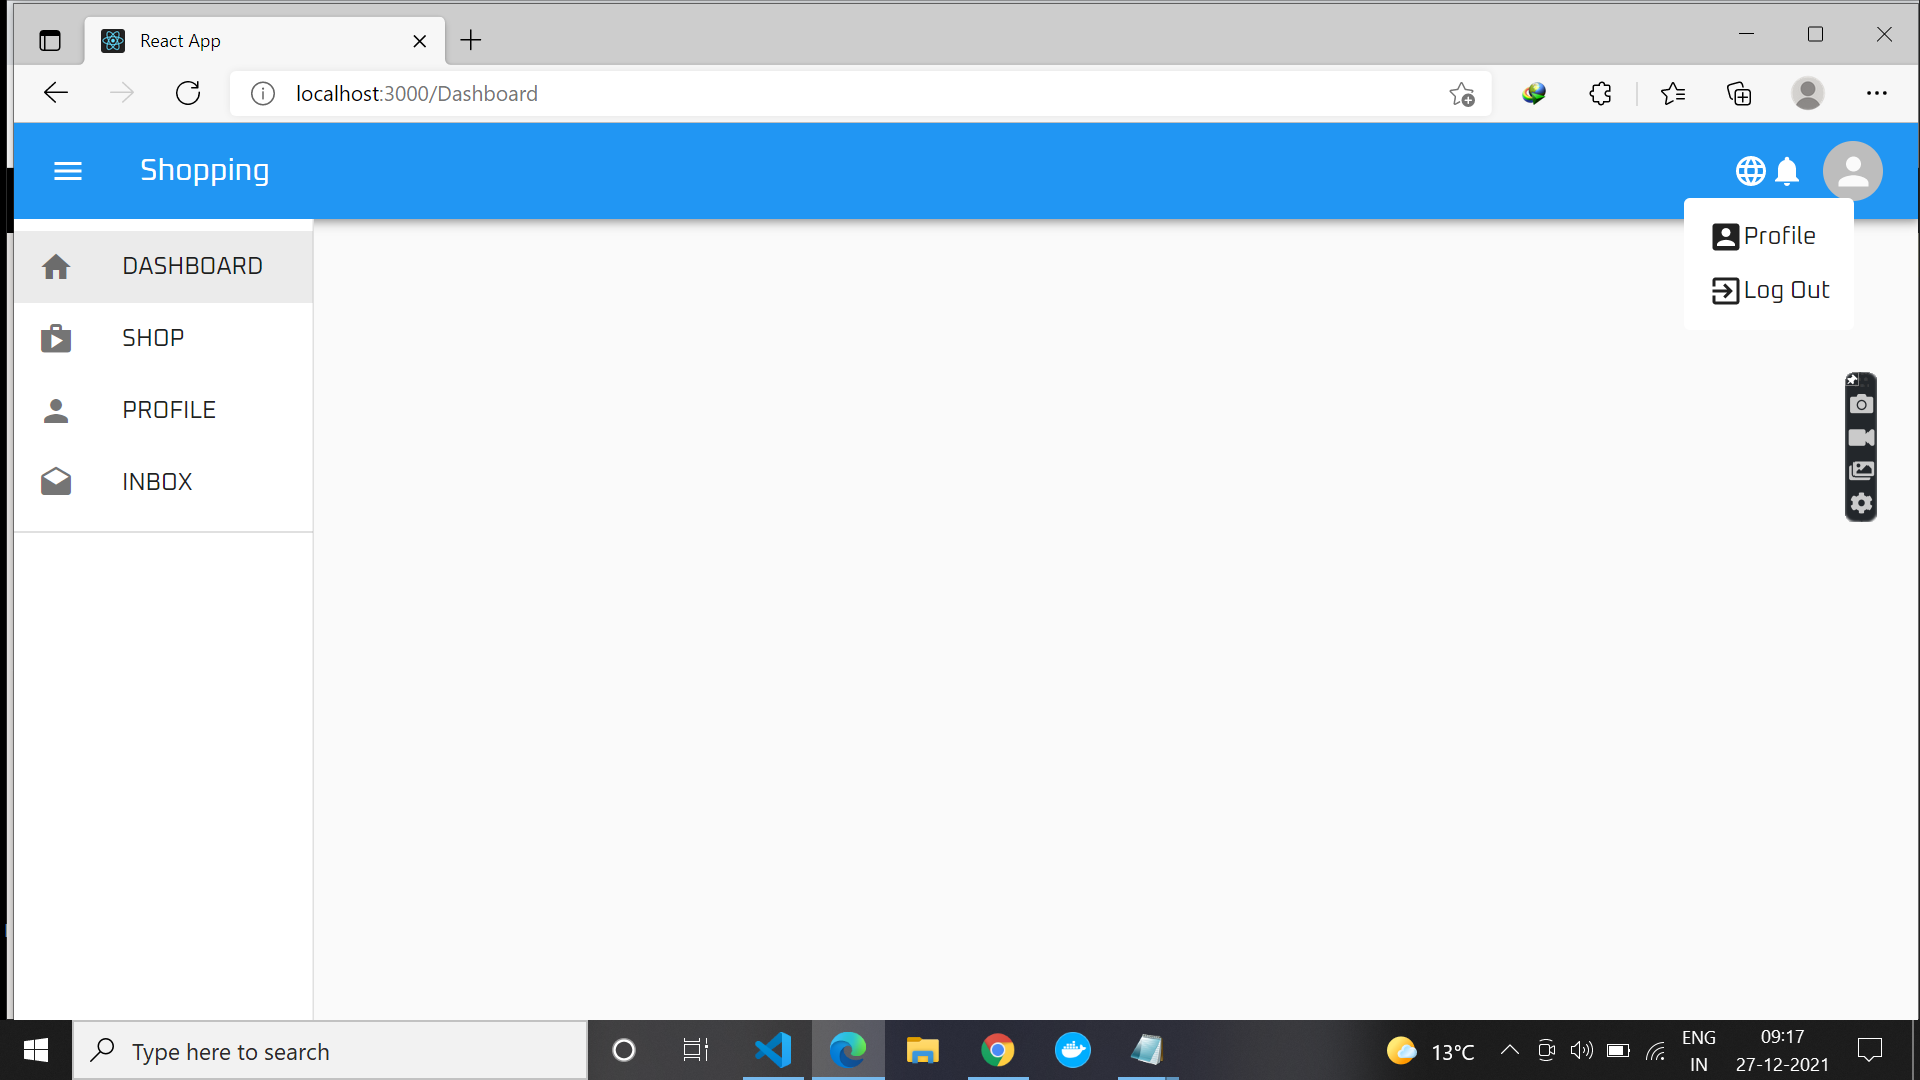 React App
localhost:3000/Dashboard
Shopping
Profile
Log Out
DASHBOARD
SHOP
PROFILE
INBOX
Type here to search
13°C
ENG
IN
09:17
27-12-2021